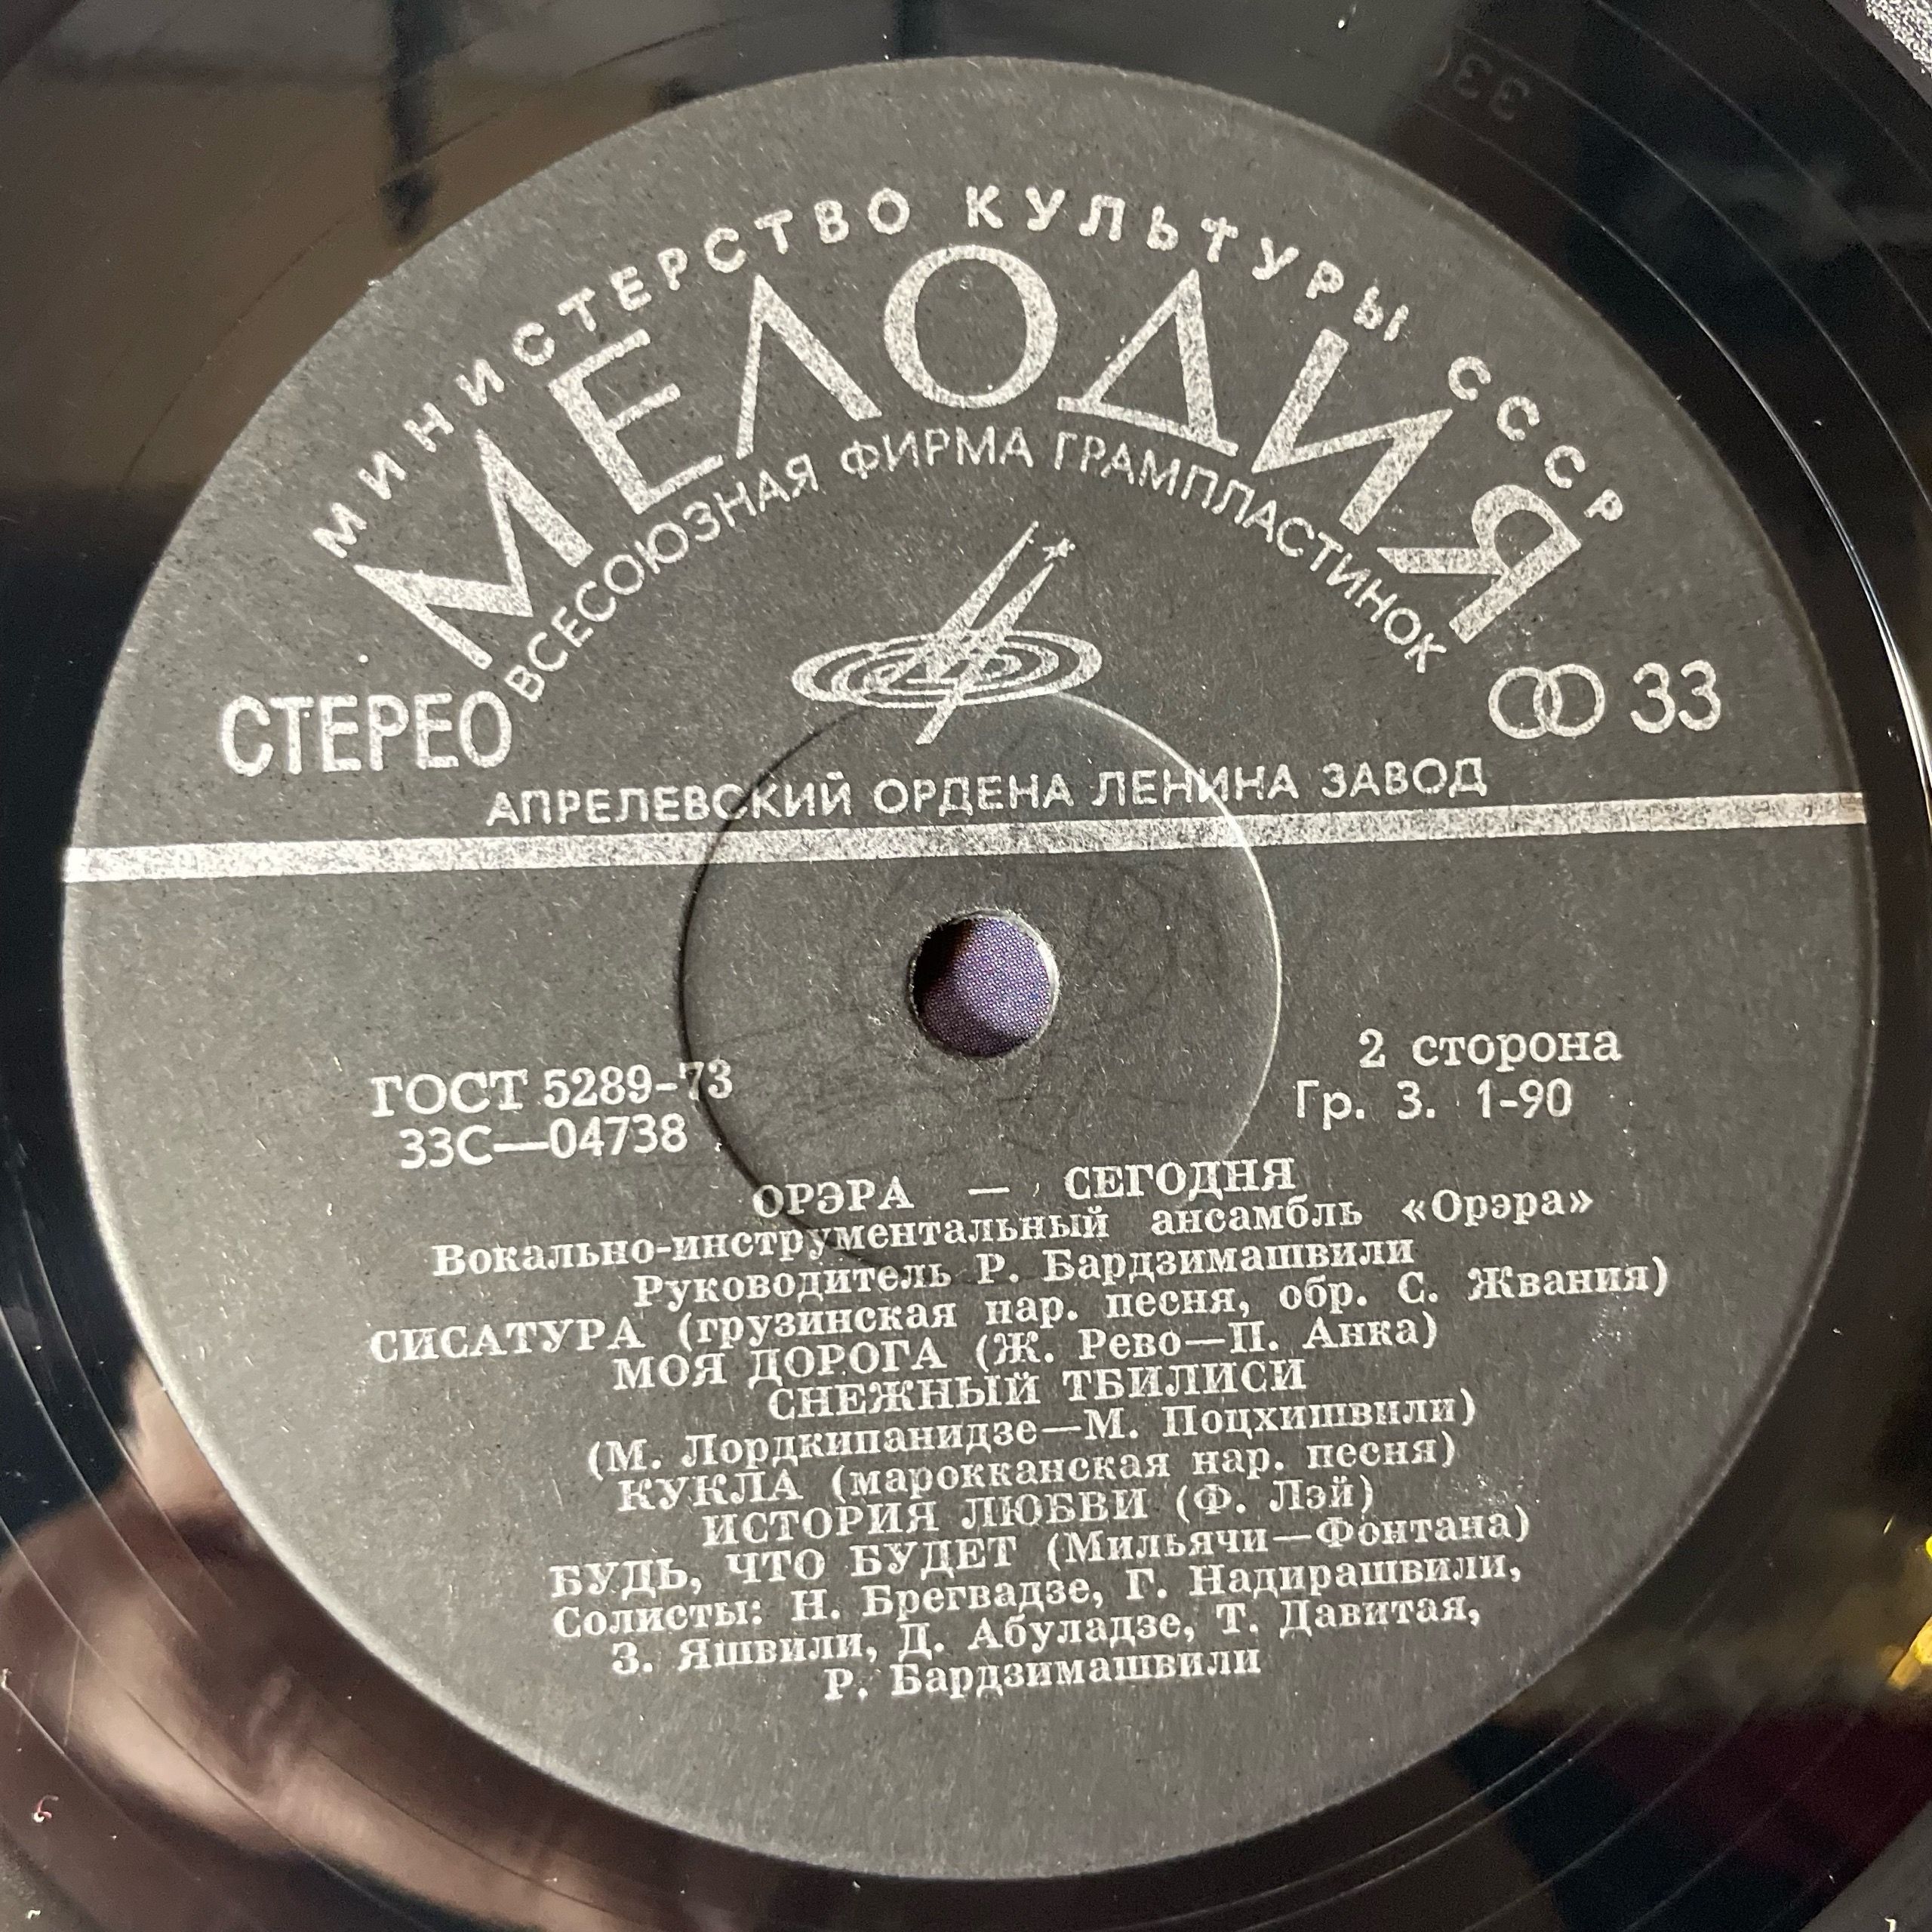 МИНИСТЕРСТВО КУЛЬТУРЫ СССР
МЕЛОДИЯ
ВСЕСОЮЗНАЯ ФИРМА ГРАМПЛАСТИНОК
СТЕРЕО
33
АПРЕЛЕВСКИЙ ОРДЕНА ЛЕНИНА ЗАВОД
ГОСТ 5289-73
33С—04738
2 сторона
Гр. 3. 1-90
ОРЭРА — СЕГОДНЯ
Вокально-инструментальный ансамбль «Орэра»
Руководитель Р. Бардзимашвили
СИСАТУРА (грузинская нар. песня, обр. С. Жвания)
МОЯ ДОРОГА (Ж. Рево—П. Анка)
СНЕЖНЫЙ ТБИЛИСИ
(М. Лордкипанидзе—М. Поцхишвили)
КУКЛА (марокканская нар. песня)
ИСТОРИЯ ЛЮБВИ (Ф. Лэй)
БУДЬ, ЧТО БУДЕТ (Мильячи—Фонтана)
Солисты: Н. Брегвадзе, Г. Надирашвили,
З. Яшвили, Д. Абуладзе, Т. Давитая,
Р. Бардзимашвили